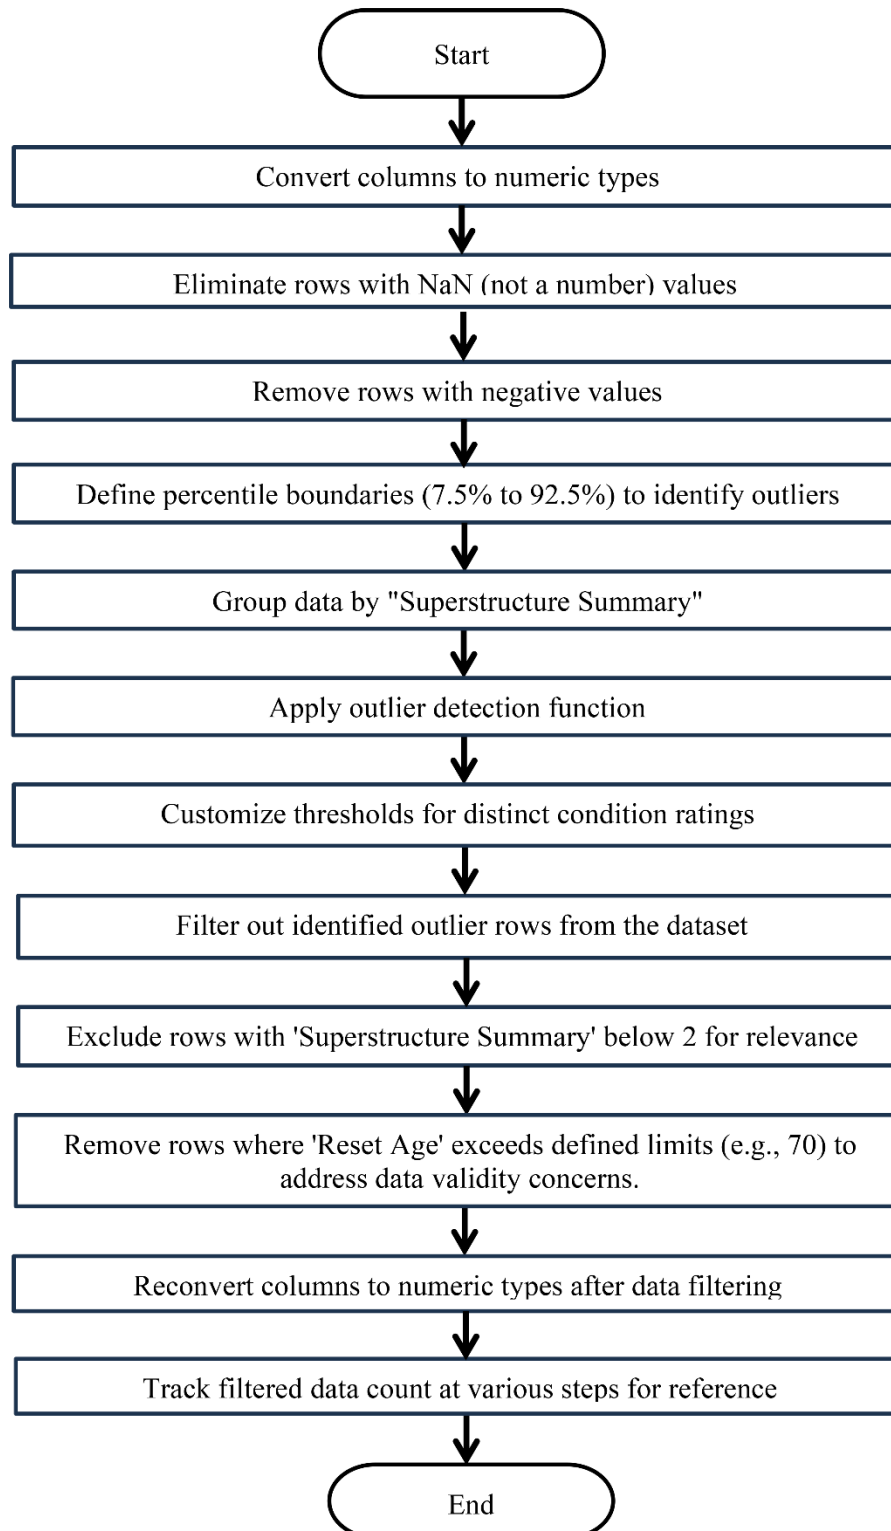 Start
Convert columns to numeric types
Eliminate rows with NaN (not a number) values
Remove rows with negative values
Define percentile boundaries (7.5% to 92.5%) to identify outliers
Group data by "Superstructure Summary"
Apply outlier detection function
Customize thresholds for distinct condition ratings
Filter out identified outlier rows from the dataset
Exclude rows with 'Superstructure Summary' below 2 for relevance
Remove rows where 'Reset Age' exceeds defined limits (e.g., 70) to
address data validity concerns.
Reconvert columns to numeric types after data filtering
Track filtered data count at various steps for reference
End